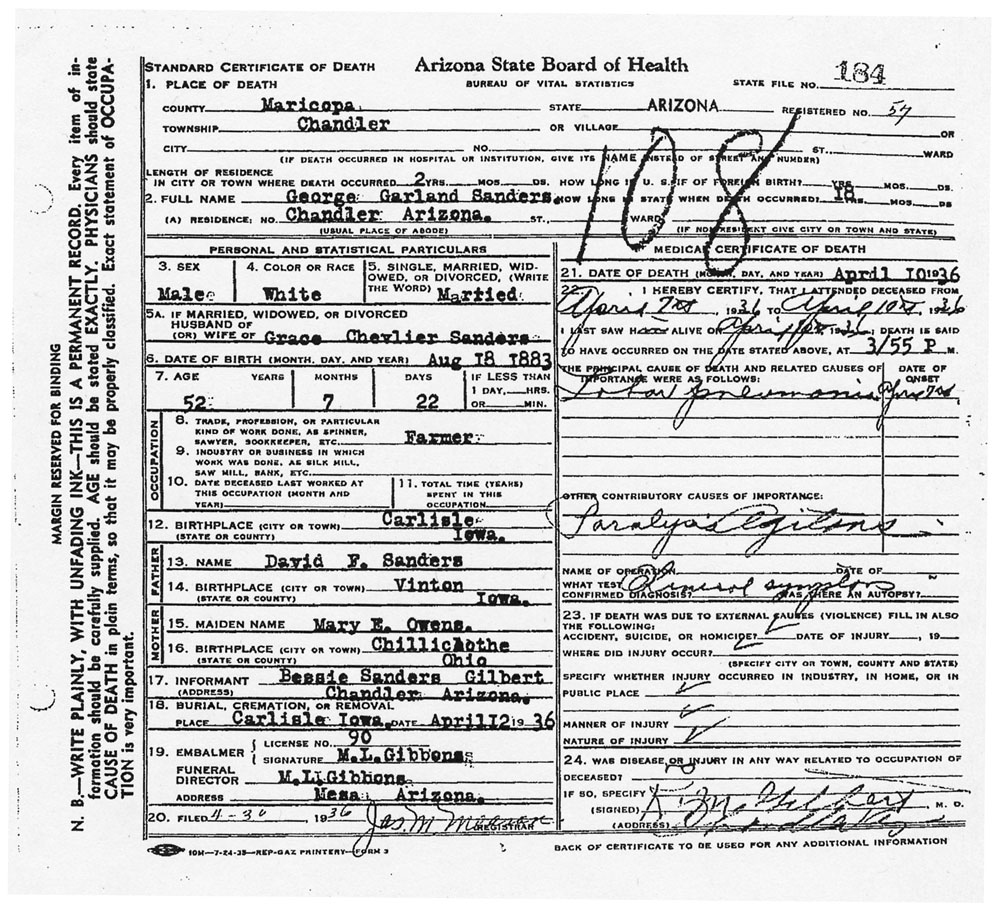 MARGIN RESERVED FOR BINDING
N. B.—WRITE PLAINLY, WITH UNFADING INK—THIS IS A PERMANENT RECORD. Every item of in-
formation should be carefully supplied. AGE should be stated EXACTLY. PHYSICIANS should state
CAUSE OF DEATH in plain terms, so that it may be properly classified. Exact statement of OCCUPA-
TION is very important.
STANDARD CERTIFICATE OF DEATH Arizona State Board of Health
184
1. PLACE OF DEATH BUREAU OF VITAL STATISTICS STATE FILE NO.
COUNTY Maricopa STATE ARIZONA REGISTERED NO. 57
TOWNSHIP Chandler OR VILLAGE OR
CITY NO. ST. WARD
(IF DEATH OCCURRED IN HOSPITAL OR INSTITUTION, GIVE ITS NAME INSTEAD OF STREET AND NUMBER)
108
LENGTH OF RESIDENCE
IN CITY OR TOWN WHERE DEATH OCCURRED 2 YRS. MOS. DS. HOW LONG IN U. S. IF OF FOREIGN BIRTH? YRS. MOS. DS.
2. FULL NAME George Garland Sanders. HOW LONG STATE WHEN DEATH OCCURRED? 18 YRS. MOS. DS.
(A) RESIDENCE: NO. Chandler Arizona. ST., WARD
(USUAL PLACE OF ABODE) (IF NON-RESIDENT GIVE CITY OR TOWN AND STATE)
PERSONAL AND STATISTICAL PARTICULARS
3. SEX 4. COLOR OR RACE 5. SINGLE, MARRIED, WID-
OWED, OR DIVORCED, (WRITE
THE WORD) Married
Male White
5A. IF MARRIED, WIDOWED, OR DIVORCED
HUSBAND OF
(OR) WIFE OF Grace Chevlier Sanders
6. DATE OF BIRTH (MONTH, DAY, AND YEAR) Aug 18 1883
7. AGE YEARS MONTHS DAYS IF LESS THAN
1 DAY, HRS.
52 7 22 OR MIN.
OCCUPATION
8. TRADE, PROFESSION, OR PARTICULAR
KIND OF WORK DONE, AS SPINNER,
SAWYER, BOOKKEEPER, ETC. Farmer
9. INDUSTRY OR BUSINESS IN WHICH
WORK WAS DONE, AS SILK MILL,
SAW MILL, BANK, ETC.
10. DATE DECEASED LAST WORKED AT
THIS OCCUPATION (MONTH AND
YEAR)
11. TOTAL TIME (YEARS)
SPENT IN THIS
OCCUPATION
12. BIRTHPLACE (CITY OR TOWN) Carlisle
(STATE OR COUNTY) Iowa.
FATHER
13. NAME David F. Sanders
14. BIRTHPLACE (CITY OR TOWN) Vinton
(STATE OR COUNTY) Iowa.
MOTHER
15. MAIDEN NAME Mary E. Owens.
16. BIRTHPLACE (CITY OR TOWN) Chillicothe
(STATE OR COUNTY) Ohio
17. INFORMANT Bessie Sanders Gilbert
(ADDRESS) Chandler Arizona.
18. BURIAL, CREMATION, OR REMOVAL
PLACE Carlisle Iowa. DATE April 12 1936
19. EMBALMER LICENSE NO. 90
SIGNATURE M.L.Gibbons
FUNERAL
DIRECTOR M.L.Gibbons
ADDRESS Mesa Arizona.
20. FILED 4-30 1936 Jas M
REGISTRAR
MEDICAL CERTIFICATE OF DEATH
21. DATE OF DEATH (MONTH, DAY, AND YEAR) April 10 1936
22. I HEREBY CERTIFY, THAT I ATTENDED DECEASED FROM
April 7th, 1936 TO April 10th, 1936
I LAST SAW H ALIVE ON April 10th 1936; DEATH IS SAID
TO HAVE OCCURRED ON THE DATE STATED ABOVE, AT 3/55 P M.
THE PRINCIPAL CAUSE OF DEATH AND RELATED CAUSES OF DATE OF
IMPORTANCE WERE AS FOLLOWS: ONSET
Lobar pneumonia Apr 7th
OTHER CONTRIBUTORY CAUSES OF IMPORTANCE:
Paralysis Agitans
NAME OF OPERATION DATE OF
WHAT TEST
CONFIRMED DIAGNOSIS? WAS THERE AN AUTOPSY?
23. IF DEATH WAS DUE TO EXTERNAL CAUSES (VIOLENCE) FILL IN ALSO
THE FOLLOWING:
ACCIDENT, SUICIDE, OR HOMICIDE? DATE OF INJURY , 19
WHERE DID INJURY OCCUR?
(SPECIFY CITY OR TOWN, COUNTY AND STATE)
SPECIFY WHETHER INJURY OCCURRED IN INDUSTRY, IN HOME, OR IN
PUBLIC PLACE
MANNER OF INJURY
NATURE OF INJURY
24. WAS DISEASE OR INJURY IN ANY WAY RELATED TO OCCUPATION OF
DECEASED?
IF SO, SPECIFY
(SIGNED) Gilbert M. D.
(ADDRESS)
10M—7-24-35—REP-GAZ PRINTERY—FORM 3
BACK OF CERTIFICATE TO BE USED FOR ANY ADDITIONAL INFORMATION